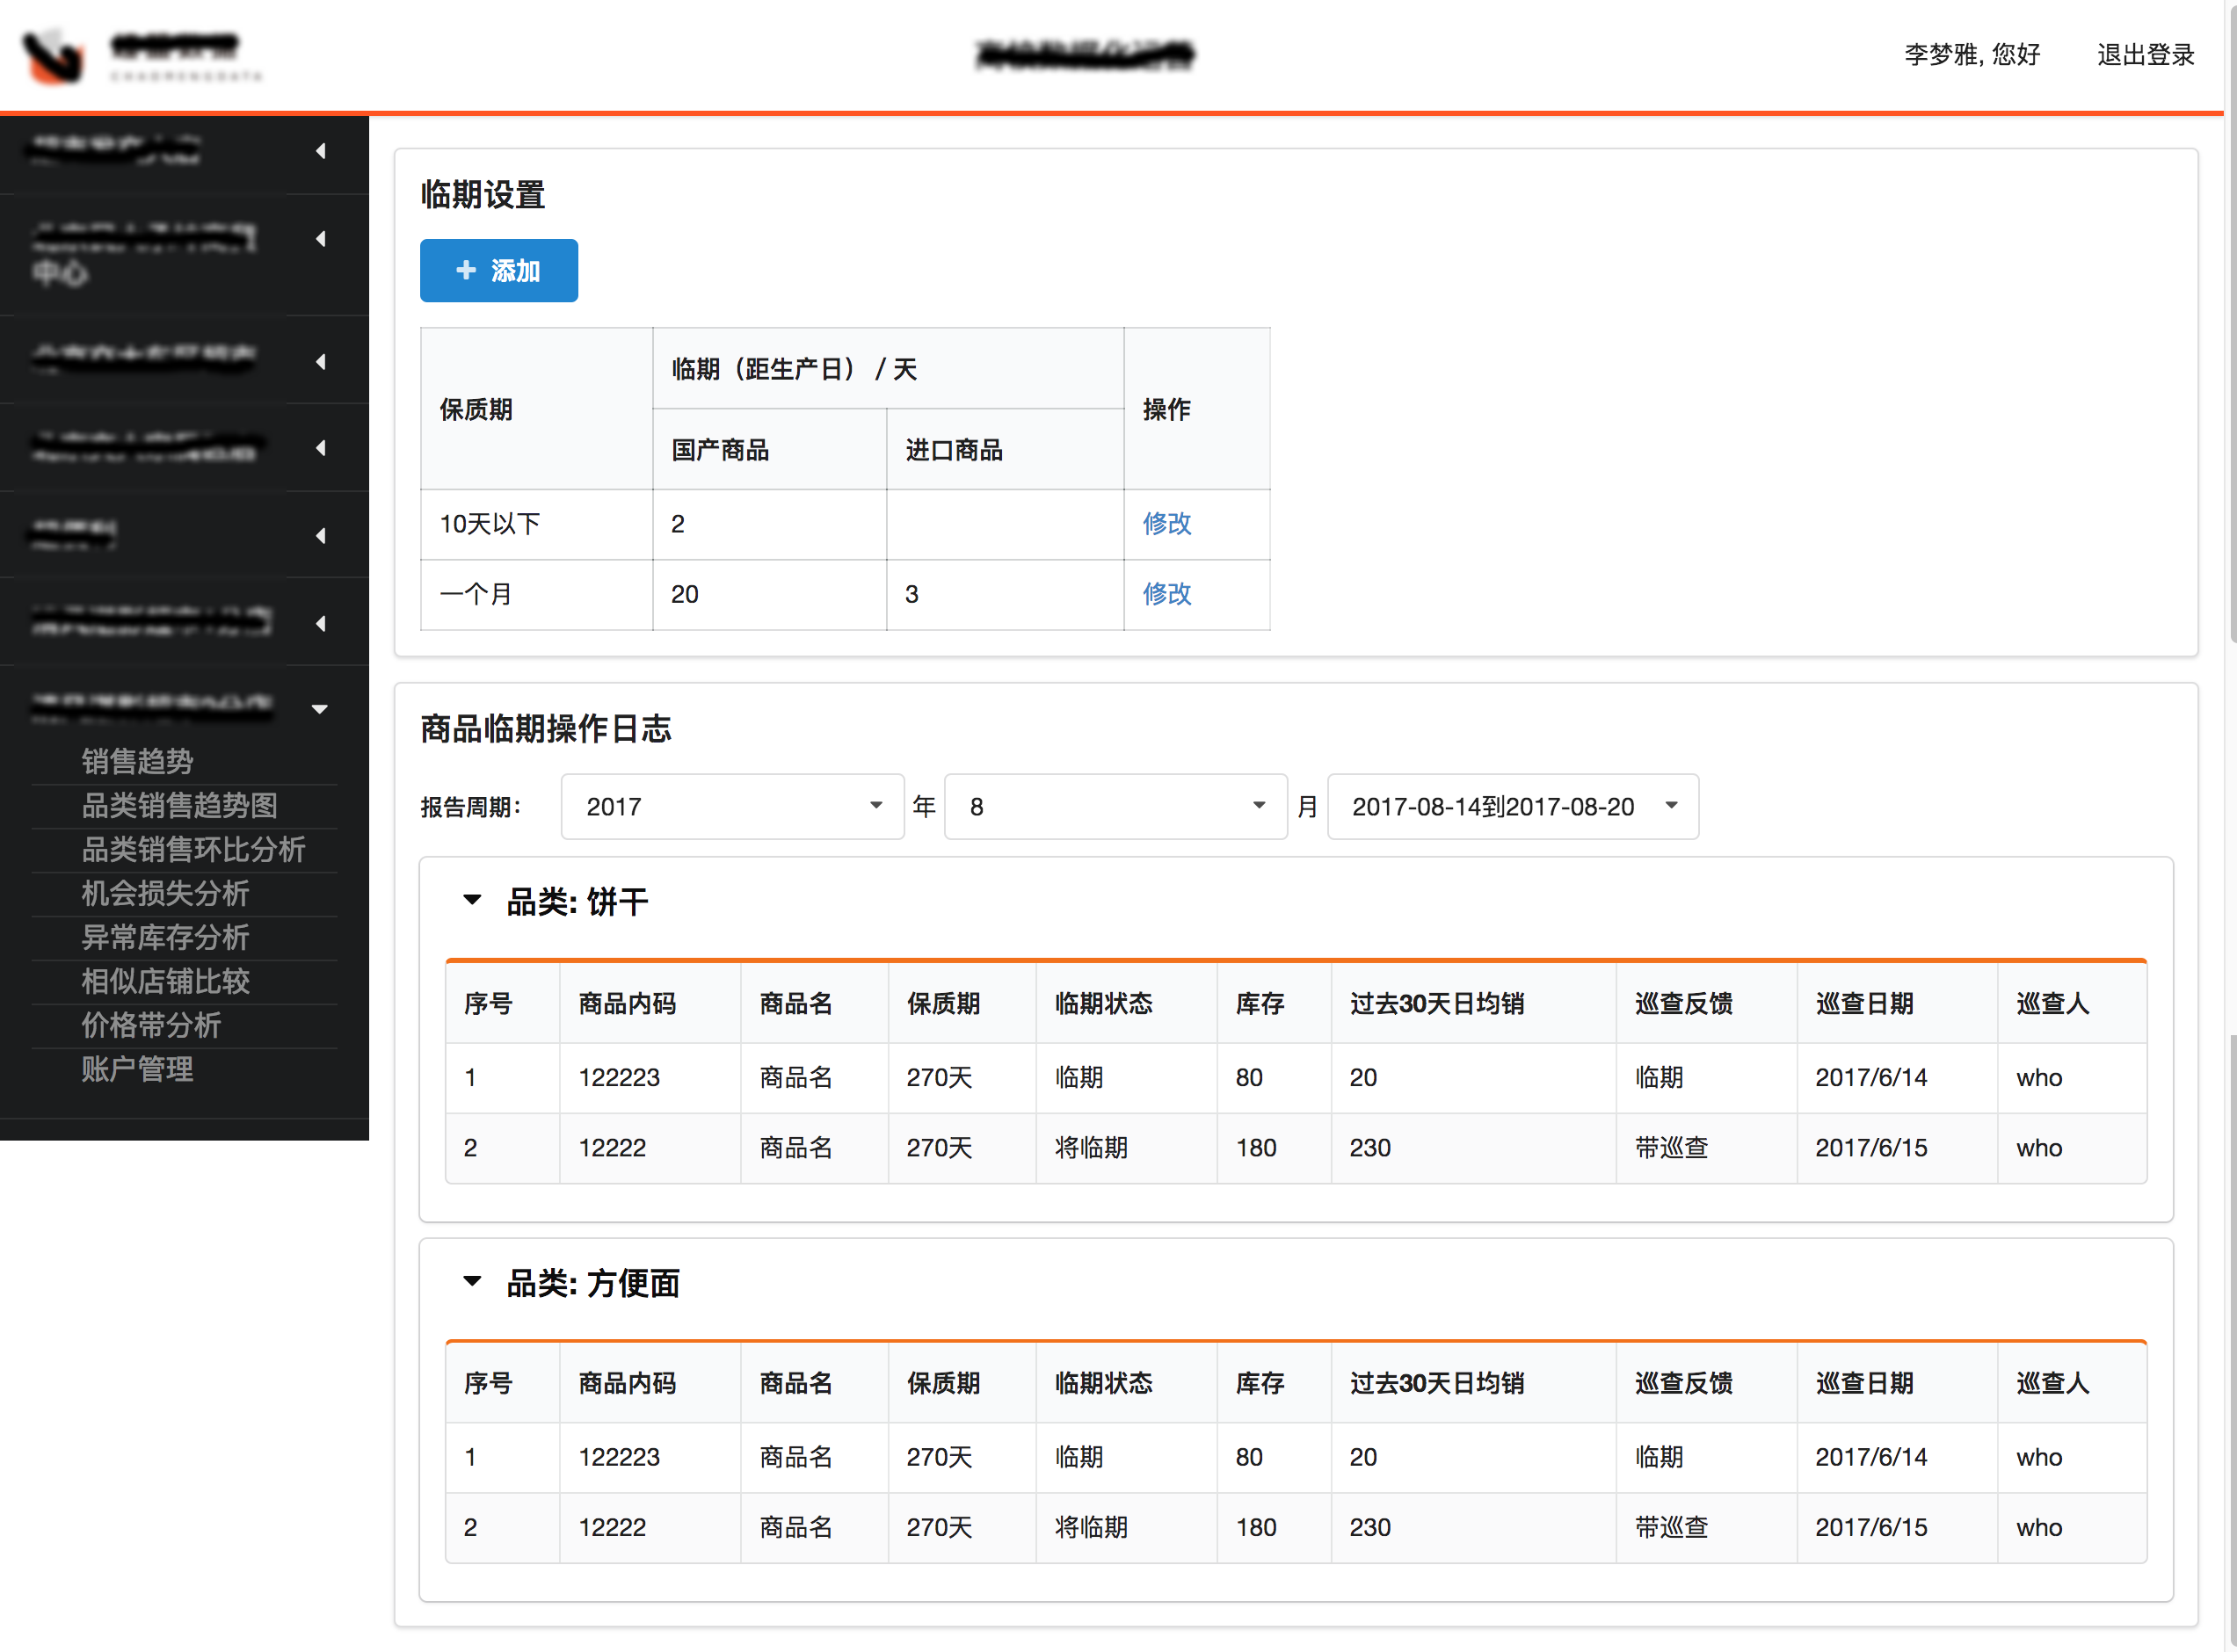 CHAOMENGDATA
李梦雅, 您好
退出登录
中心
销售趋势
品类销售趋势图
品类销售环比分析
机会损失分析
异常库存分析
相似店铺比较
价格带分析
账户管理
临期设置
添加
保质期 临期（距生产日） / 天 操作
国产商品 进口商品
10天以下 2 修改
一个月 20 3 修改
商品临期操作日志
报告周期： 2017 年 8 月 2017-08-14到2017-08-20
品类: 饼干
序号 商品内码 商品名 保质期 临期状态 库存 过去30天日均销 巡查反馈 巡查日期 巡查人
1 122223 商品名 270天 临期 80 20 临期 2017/6/14 who
2 12222 商品名 270天 将临期 180 230 带巡查 2017/6/15 who
品类: 方便面
序号 商品内码 商品名 保质期 临期状态 库存 过去30天日均销 巡查反馈 巡查日期 巡查人
1 122223 商品名 270天 临期 80 20 临期 2017/6/14 who
2 12222 商品名 270天 将临期 180 230 带巡查 2017/6/15 who